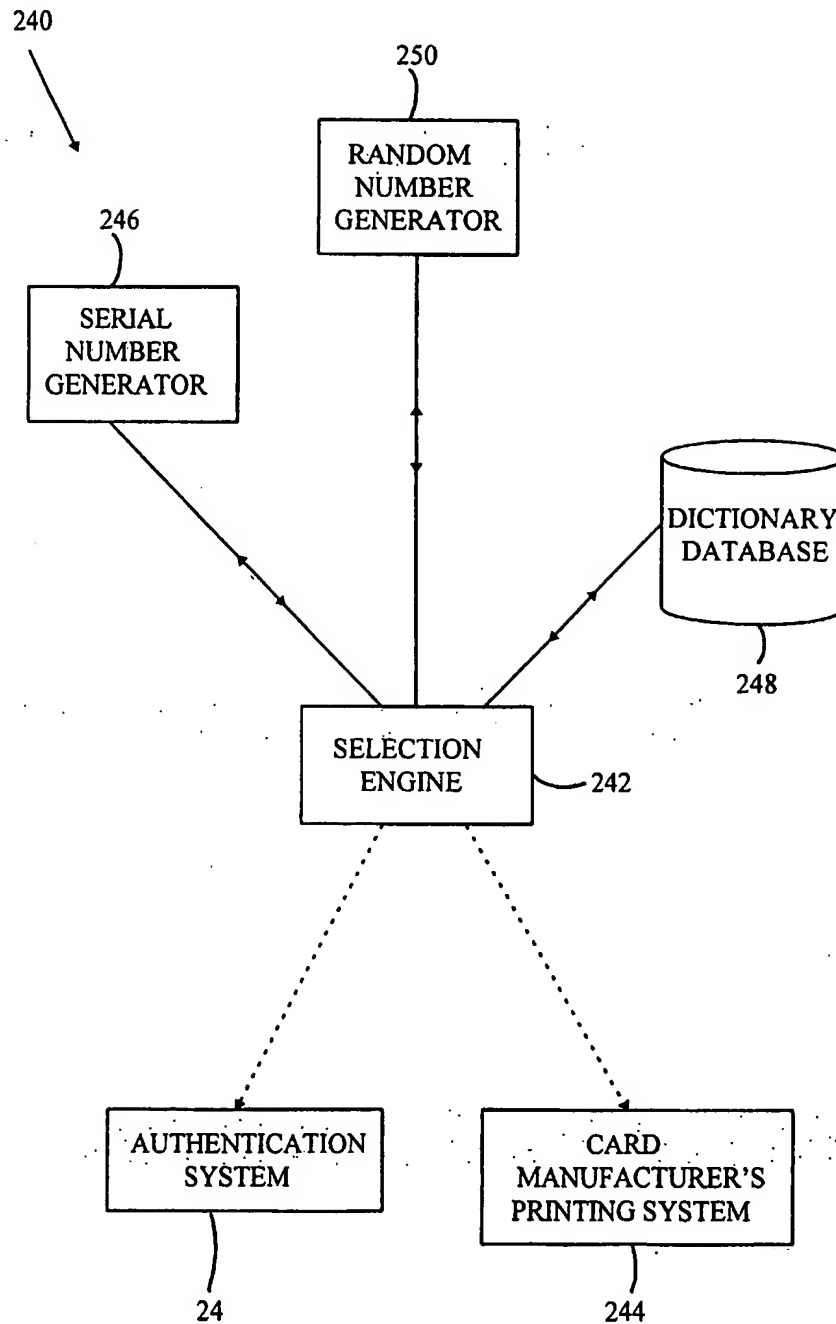 240
250
RANDOM
NUMBER
GENERATOR
246
SERIAL
NUMBER
GENERATOR
DICTIONARY
DATABASE
248
SELECTION
ENGINE
242
AUTHENTICATION
SYSTEM
24
CARD
MANUFACTURER'S
PRINTING SYSTEM
244